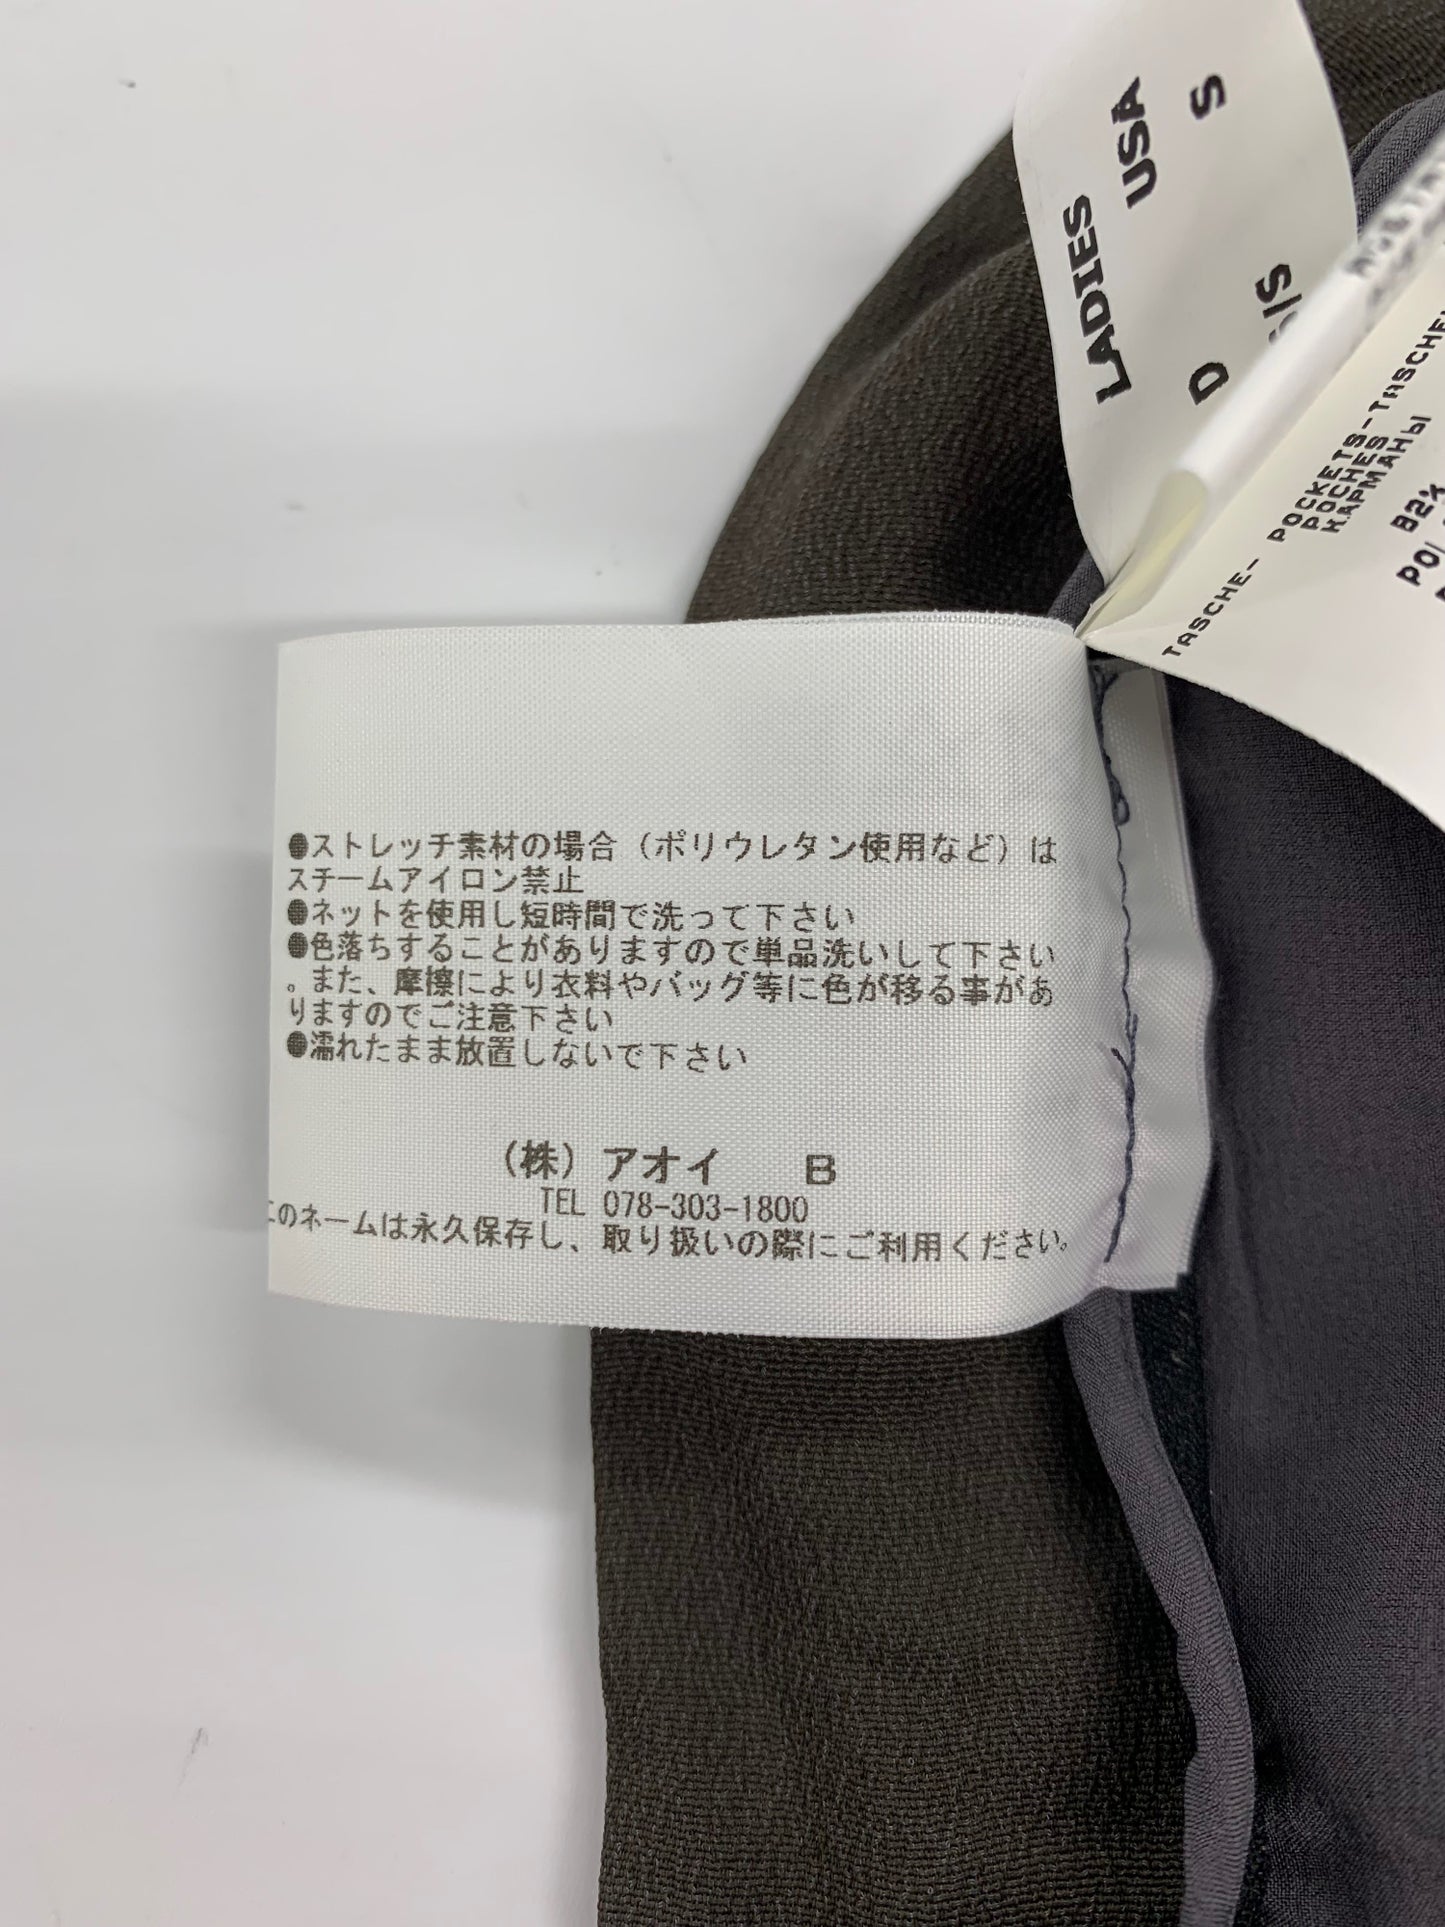 LADIES USA
S
D
S/S
TASCHE- POCKETS-TASCHEN
POCHES
КАРМАНЫ
B2%
●ストレッチ素材の場合（ポリウレタン使用など）は
スチームアイロン禁止
●ネットを使用し短時間で洗って下さい
●色落ちすることがありますので単品洗いして下さい
。また、摩擦により衣料やバッグ等に色が移る事があ
りますのでご注意下さい
●濡れたまま放置しないで下さい
（株）アオイ B
TEL 078-303-1800
このネームは永久保存し、取り扱いの際にご利用ください。